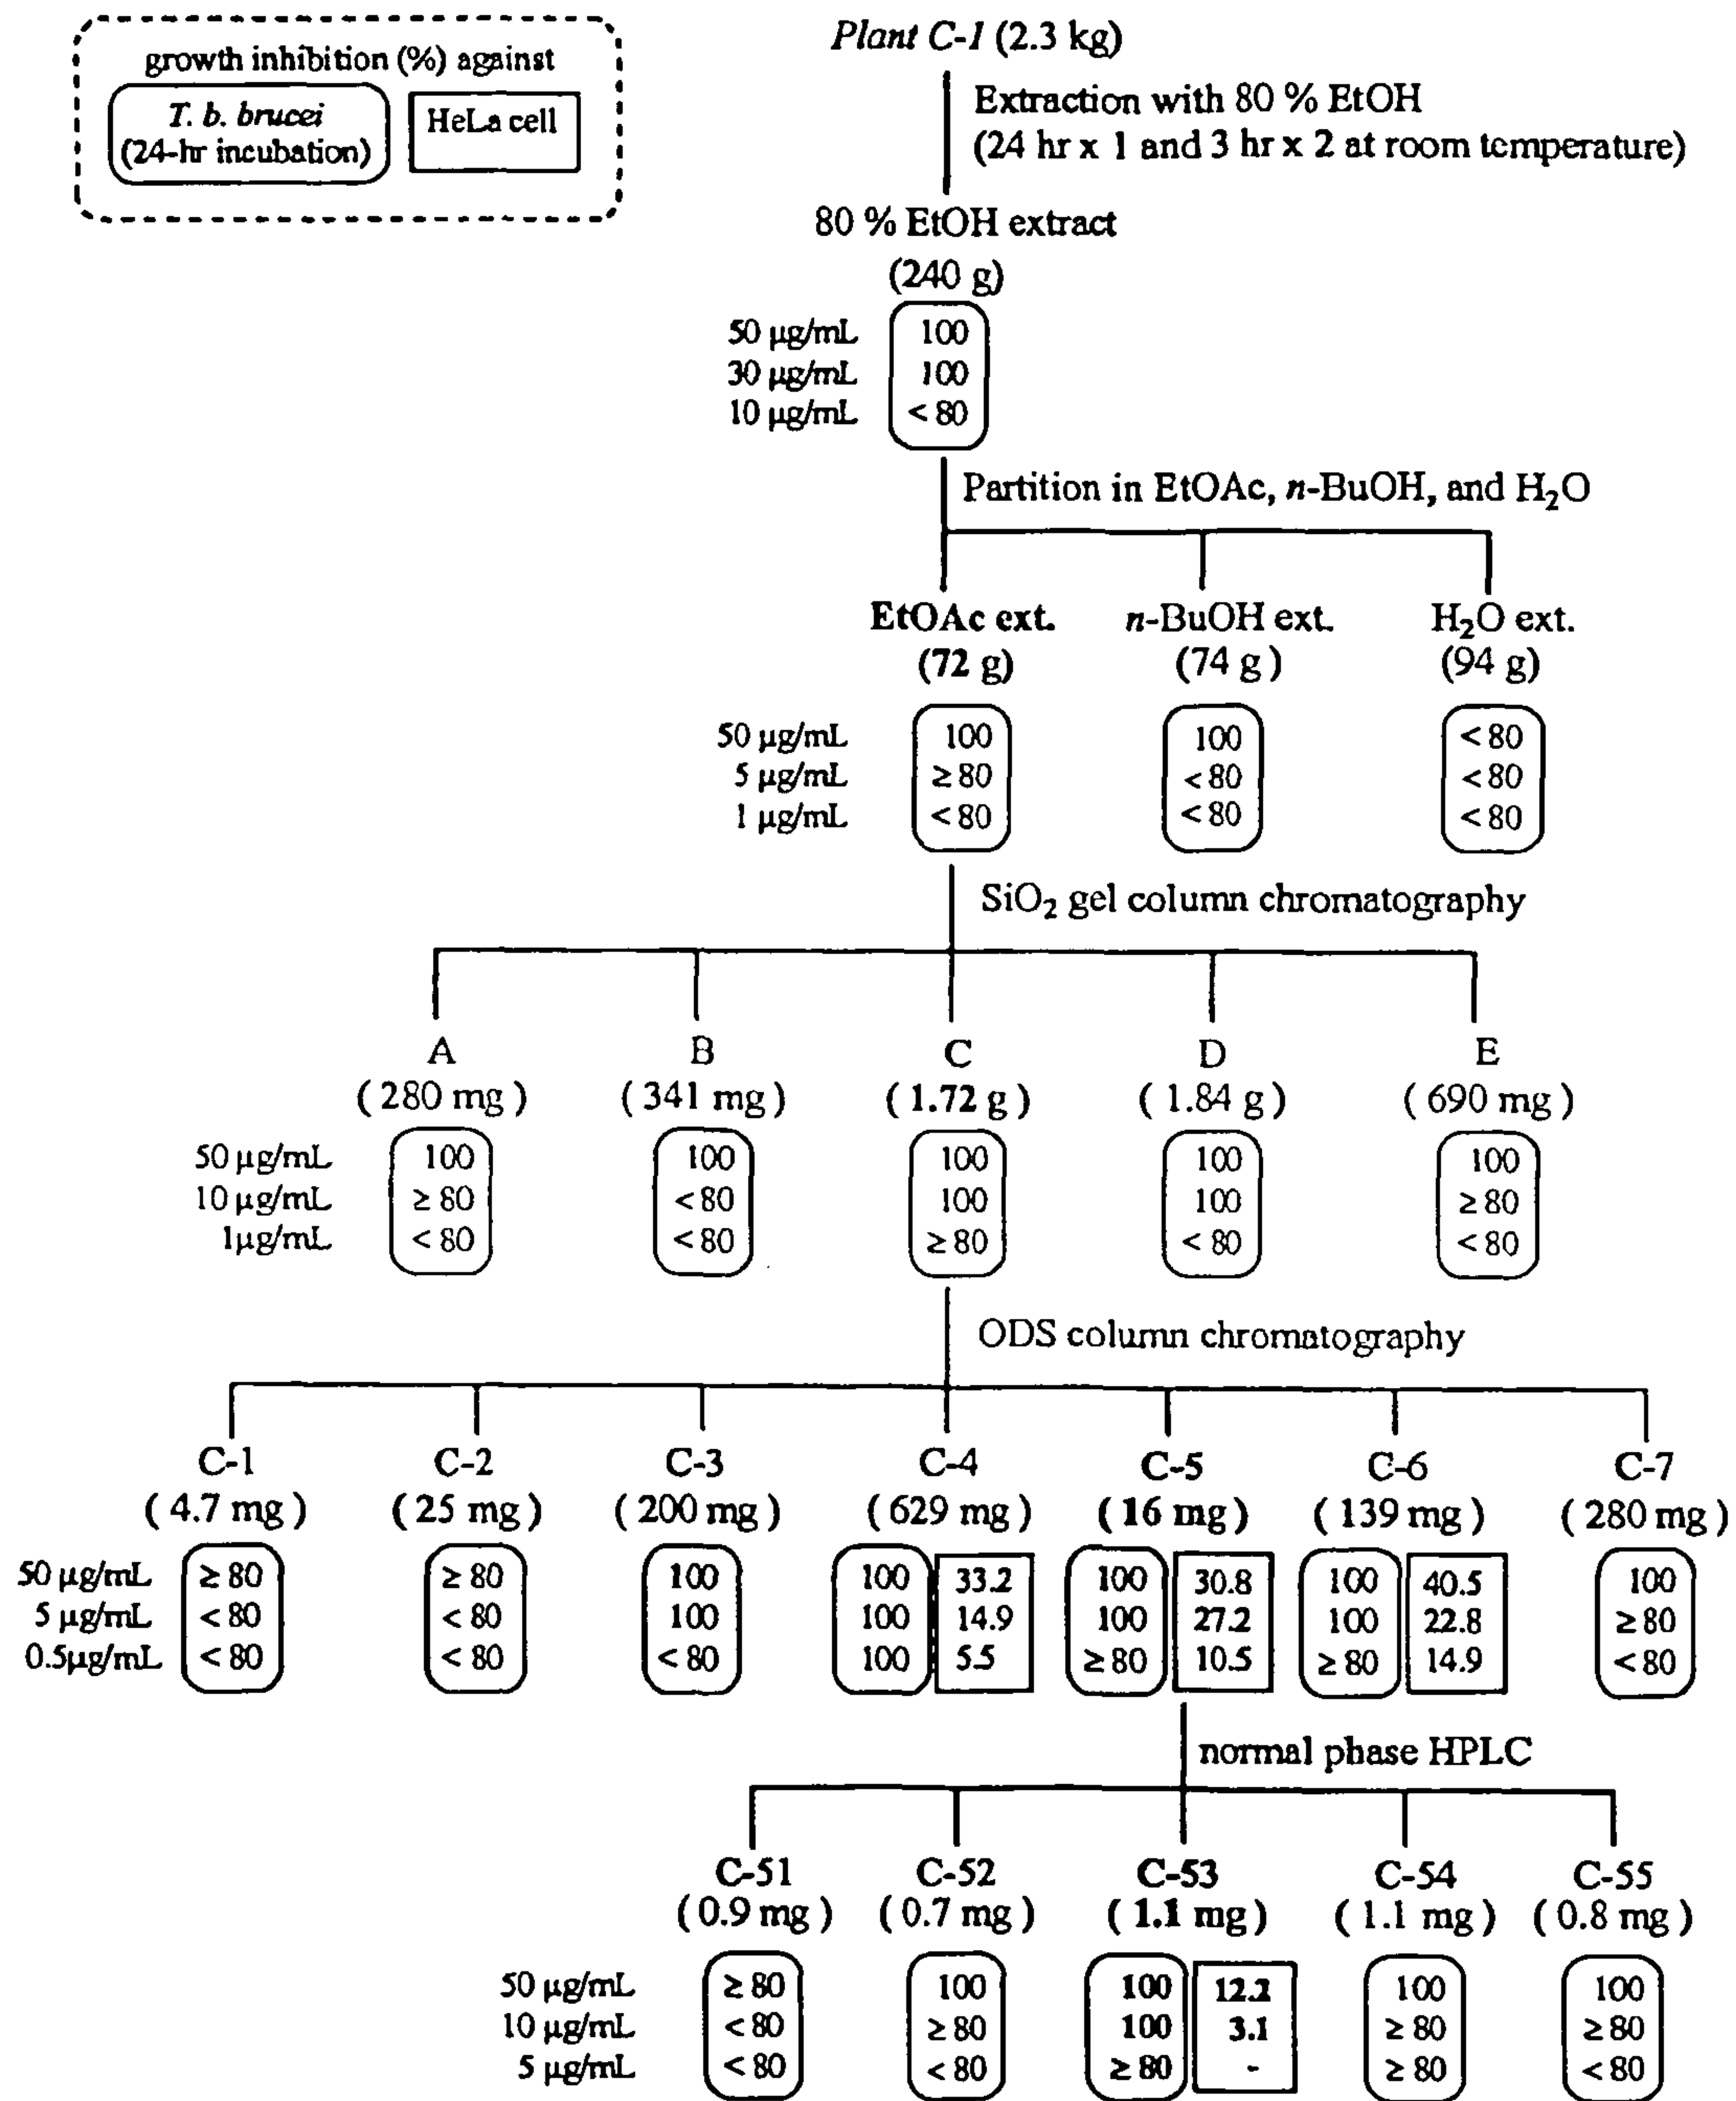 growth inhibition (%) against
T. b. brucei
(24-hr incubation)
HeLa cell
Plant C-1 (2.3 kg)
Extraction with 80 % EtOH
(24 hr x 1 and 3 hr x 2 at room temperature)
80 % EtOH extract
(240 g)
50 µg/mL 100
30 µg/mL 100
10 µg/mL < 80
Partition in EtOAc, n-BuOH, and H₂O
EtOAc ext. n-BuOH ext. H₂O ext.
(72 g) (74 g ) (94 g)
50 µg/mL 100 100 < 80
5 µg/mL ≥ 80 < 80 < 80
1 µg/mL < 80 < 80 < 80
SiO₂ gel column chromatography
A B C D E
( 280 mg ) ( 341 mg ) ( 1.72 g ) ( 1.84 g ) ( 690 mg )
50 µg/mL 100 100 100 100 100
10 µg/mL ≥ 80 < 80 100 100 ≥ 80
1µg/mL < 80 < 80 ≥ 80 < 80 < 80
ODS column chromatography
C-1 C-2 C-3 C-4 C-5 C-6 C-7
( 4.7 mg ) ( 25 mg ) ( 200 mg ) ( 629 mg ) ( 16 mg ) ( 139 mg ) ( 280 mg )
50 µg/mL ≥ 80 ≥ 80 100 100 33.2 100 30.8 100 40.5 100
5 µg/mL < 80 < 80 100 100 14.9 100 27.2 100 22.8 ≥ 80
0.5µg/mL < 80 < 80 < 80 100 5.5 ≥ 80 10.5 ≥ 80 14.9 < 80
normal phase HPLC
C-51 C-52 C-53 C-54 C-55
( 0.9 mg ) ( 0.7 mg ) ( 1.1 mg ) ( 1.1 mg ) ( 0.8 mg )
50 µg/mL ≥ 80 100 100 12.2 100 100
10 µg/mL < 80 ≥ 80 100 3.1 ≥ 80 ≥ 80
5 µg/mL < 80 < 80 ≥ 80 - ≥ 80 < 80